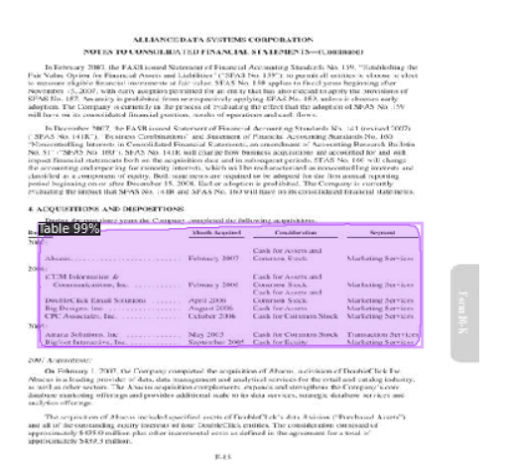 ALLIANCE DATA SYSTEMS CORPORATION
NOTES TO CONSOLIDATED FINANCIAL STATEMENTS—(Continued)
In February 2007, the FASB issued Statement of Financial Accounting Standards No. 159, "Establishing the
Fair Value Option for Financial Assets and Liabilities" ("SFAS No. 159"), to permit all entities to choose to elect
to measure eligible financial instruments at fair value. SFAS No. 159 applies to fiscal years beginning after
November 15, 2007, with early adoption permitted for an entity that has also elected to apply the provisions of
SFAS No. 157. An entity is prohibited from retrospectively applying SFAS No. 159, unless it chooses early
adoption. The Company is currently in the process of evaluating the effect that the adoption of SFAS No. 159
will have on its consolidated financial position, results of operations and cash flows.
In December 2007, the FASB issued Statement of Financial Accounting Standards No. 141 (revised 2007)
("SFAS No. 141R"), "Business Combinations" and Statement of Financial Accounting Standards No. 160,
"Noncontrolling Interests in Consolidated Financial Statements, an amendment of Accounting Research Bulletin
No. 51" ("SFAS No. 160"). SFAS No. 141R will change how business acquisitions are accounted for and will
impact financial statements both on the acquisition date and in subsequent periods. SFAS No. 160 will change
the accounting and reporting for minority interests, which will be recharacterized as noncontrolling interests and
classified as a component of equity. Both statements are required to be adopted for the first annual reporting
period beginning on or after December 15, 2008. Earlier adoption is prohibited. The Company is currently
evaluating the impact that SFAS No. 141R and SFAS No. 160 will have on its consolidated financial statements.
4. ACQUISITIONS AND DISPOSITIONS
During the past three years the Company completed the following acquisitions:
Table 99%
Month Acquired Consideration Segment
2007:
Abacus February 2007 Cash for Assets and Common Stock Marketing Services
2006:
ICOM Information & Communications, Inc. February 2006 Cash for Assets and Common Stock Marketing Services
DoubleClick Email Solutions April 2006 Cash for Assets and Common Stock Marketing Services
Big Designs, Inc. August 2006 Cash for Assets Marketing Services
CPC Associates, Inc. October 2006 Cash for Common Stock Marketing Services
2005:
Atrana Solutions, Inc. May 2005 Cash for Common Stock Transaction Services
Bigfoot Interactive, Inc. September 2005 Cash for Equity Marketing Services
2007 Acquisitions:
On February 1, 2007, the Company completed the acquisition of Abacus, a division of DoubleClick Inc.
Abacus is a leading provider of data, data management and analytical services for the retail and catalog industry,
as well as other sectors. The Abacus acquisition complements, expands and strengthens the Company's core
database marketing offerings and provides additional scale to its data services, strategic database services and
analytics offerings.
The acquisition of Abacus included specified assets of DoubleClick's data division ("Purchased Assets")
and all of the outstanding equity interests of four DoubleClick entities. The consideration consisted of
approximately $435.0 million plus other incremental costs as defined in the agreement for a total of
approximately $439.3 million.
F-15
Form 10-K